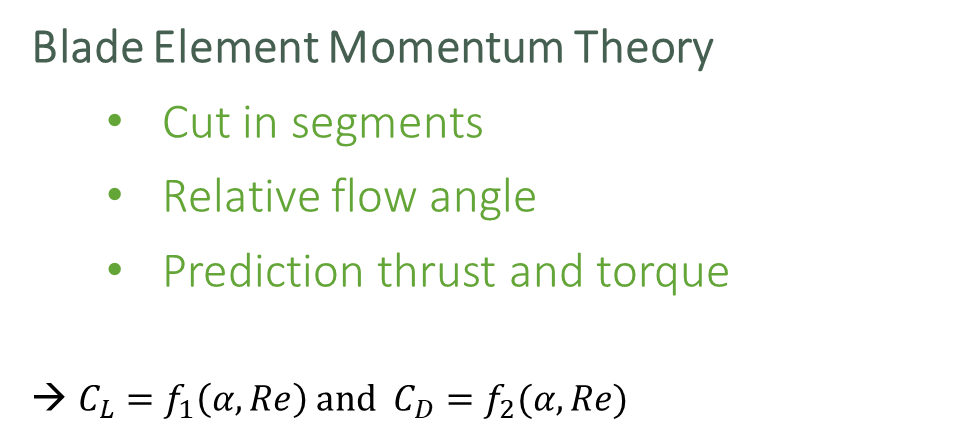 Blade Element Momentum Theory
• Cut in segments
• Relative flow angle
• Prediction thrust and torque
→ C_L = f_1(α, Re) and C_D = f_2(α, Re)